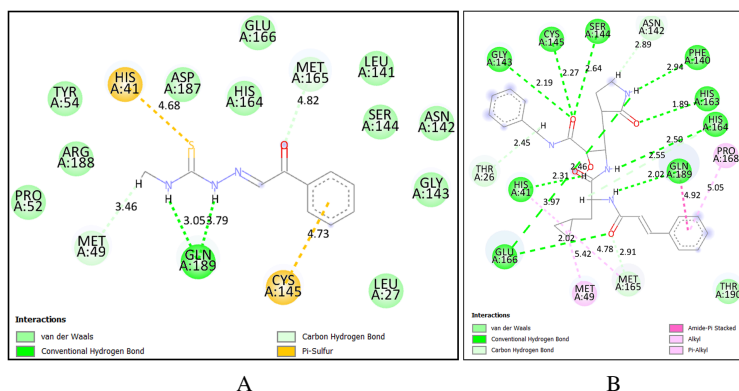 GLU
A:166
HIS
A:41
ASP
A:187
HIS
A:164
MET
A:165
LEU
A:141
TYR
A:54
SER
A:144
ASN
A:142
ARG
A:188
GLY
A:143
PRO
A:52
MET
A:49
GLN
A:189
CYS
A:145
LEU
A:27
4.68
4.82
3.46
3.05
3.79
4.73
S
O
N
N
N
H
H
H
Interactions
van der Waals
Conventional Hydrogen Bond
Carbon Hydrogen Bond
Pi-Sulfur
A
B
CYS
A:145
SER
A:144
ASN
A:142
GLY
A:143
PHE
A:140
HIS
A:163
HIS
A:164
PRO
A:168
GLN
A:189
THR
A:26
HIS
A:41
GLU
A:166
MET
A:49
MET
A:165
THR
A:190
2.19
2.27
2.64
2.89
2.94
1.89
2.50
2.55
2.45
2.46
2.31
2.02
4.92
5.05
3.97
2.02
5.42
4.78
2.91
Interactions
van der Waals
Conventional Hydrogen Bond
Carbon Hydrogen Bond
Amide-Pi Stacked
Alkyl
Pi-Alkyl
B